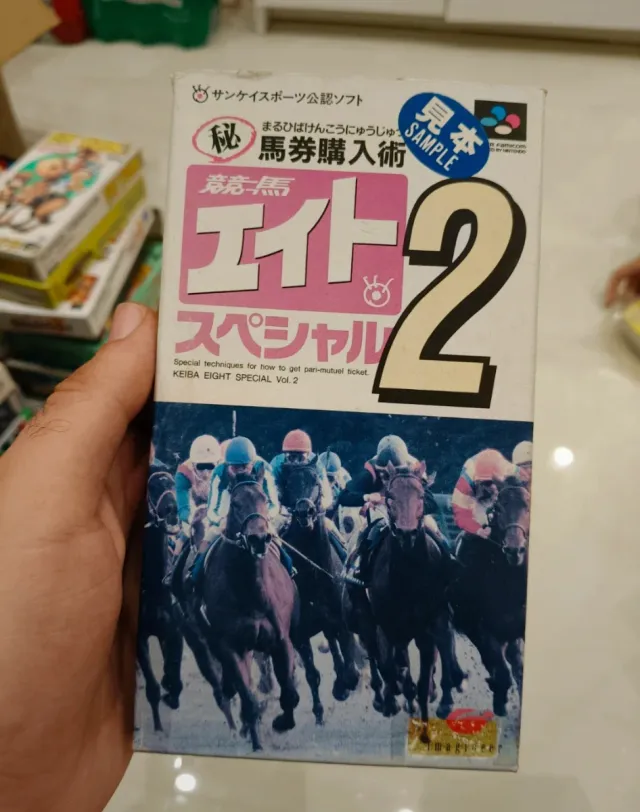 サンケイスポーツ公認ソフト
見本
SAMPLE
まるひばけんこうにゅうじゅ
秘
馬券購入術
競馬
エイト
2
スペシャル
Special techniques for how to get pari-mutuel ticket.
KEIBA EIGHT SPECIAL Vol. 2
imagineer